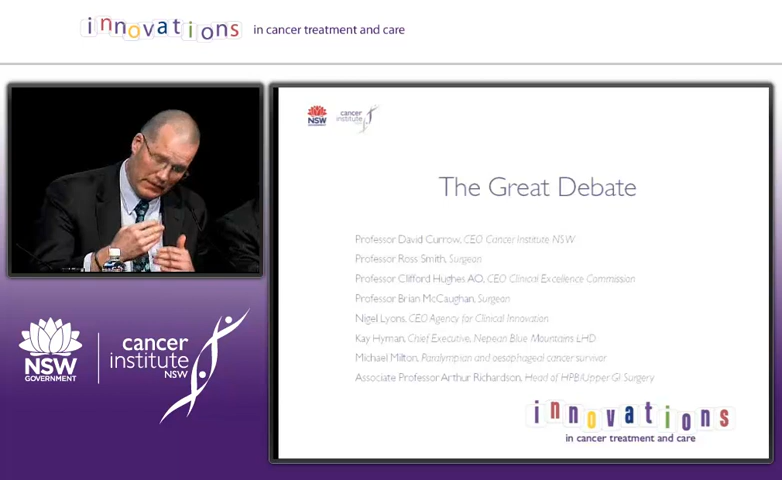 innovations in cancer treatment and care
NSW
cancer
institute
The Great Debate
Professor David Currow, CEO Cancer Institute NSW
Professor Ross Smith, Surgeon
Professor Clifford Hughes AO, CEO Clinical Excellence Commission
Professor Brian McCaughan, Surgeon
Nigel Lyons, CEO Agency for Clinical Innovation
Kay Hyman, Chief Executive, Nepean Blue Mountains LHD
Michael Milton, Paralympian and oesophageal cancer survivor
Associate Professor Arthur Richardson, Head of HPB/Upper GI Surgery
innovations
in cancer treatment and care
NSW
GOVERNMENT
cancer
institute
NSW